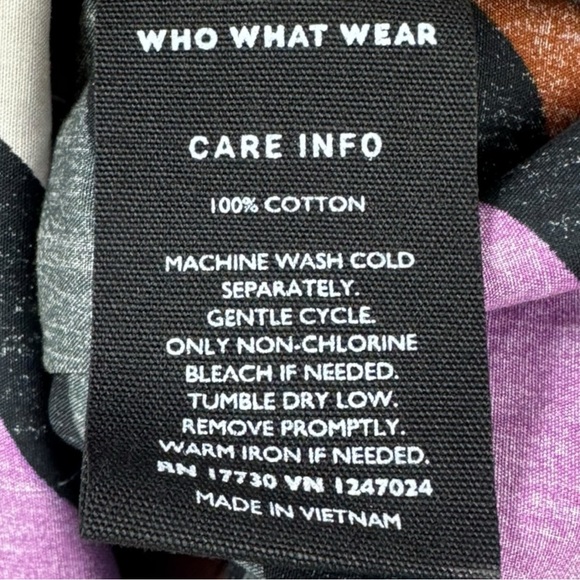 WHO WHAT WEAR
CARE INFO
100% COTTON
MACHINE WASH COLD
SEPARATELY.
GENTLE CYCLE.
ONLY NON-CHLORINE
BLEACH IF NEEDED.
TUMBLE DRY LOW.
REMOVE PROMPTLY.
WARM IRON IF NEEDED.
RN 17730 VN 1247024
MADE IN VIETNAM